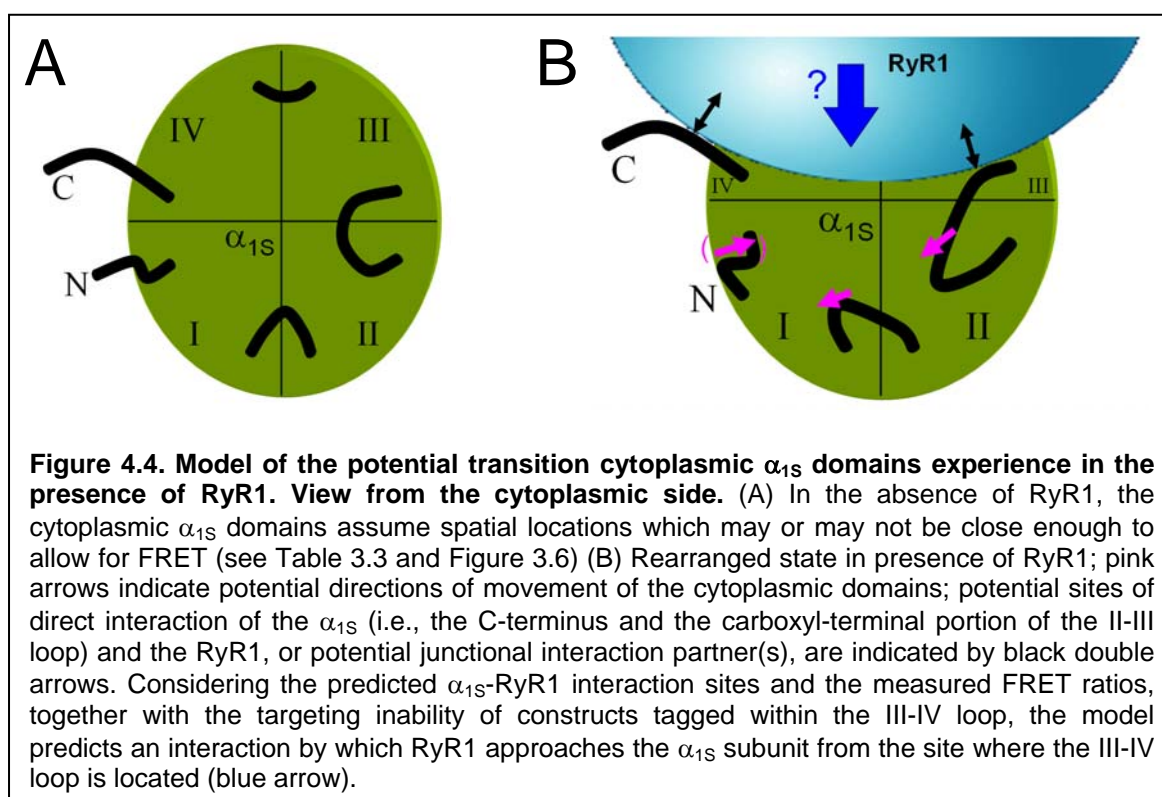 A
IV
III
C
α1S
N
I
II
B
RyR1
?
C
IV
III
α1S
( )
N
I
II
Figure 4.4. Model of the potential transition cytoplasmic α1S domains experience in the
presence of RyR1. View from the cytoplasmic side. (A) In the absence of RyR1, the
cytoplasmic α1S domains assume spatial locations which may or may not be close enough to
allow for FRET (see Table 3.3 and Figure 3.6) (B) Rearranged state in presence of RyR1; pink
arrows indicate potential directions of movement of the cytoplasmic domains; potential sites of
direct interaction of the α1S (i.e., the C-terminus and the carboxyl-terminal portion of the II-III
loop) and the RyR1, or potential junctional interaction partner(s), are indicated by black double
arrows. Considering the predicted α1S-RyR1 interaction sites and the measured FRET ratios,
together with the targeting inability of constructs tagged within the III-IV loop, the model
predicts an interaction by which RyR1 approaches the α1S subunit from the site where the III-IV
loop is located (blue arrow).